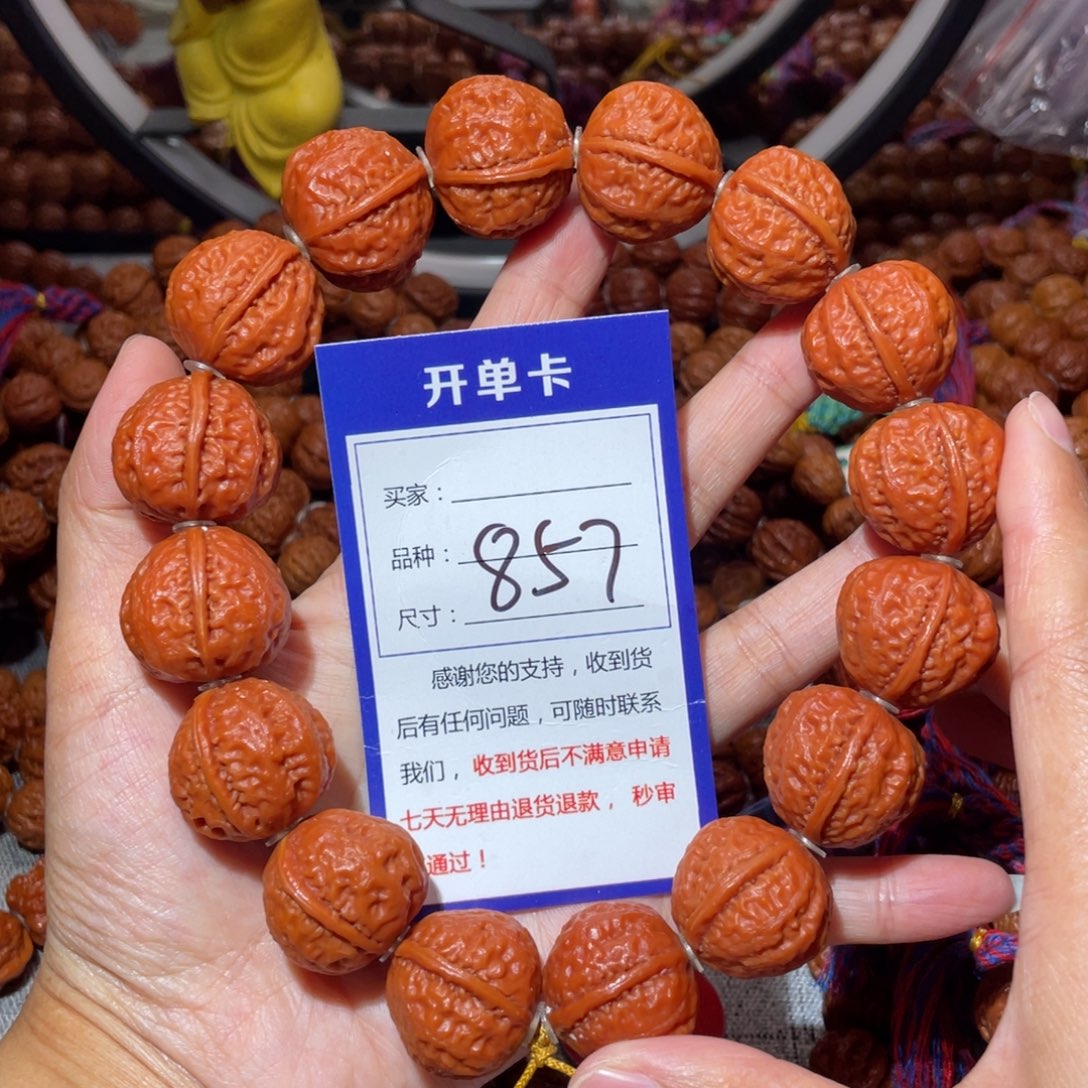 开单卡
买家：
品种：
857
尺寸：
感谢您的支持，收到货
后有任何问题，可随时联系
我们，收到货后不满意申请
七天无理由退货退款，秒审
通过！